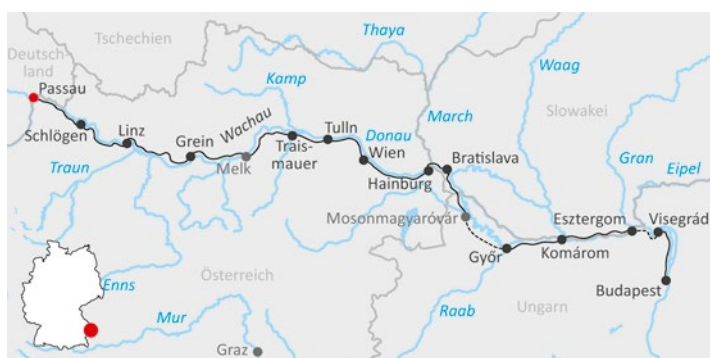 Tschechien
Thaya
Deutsch-
land
Passau
Kamp
Waag
Schlögen
Linz
Grein
Wachau
Tulln
Donau
March
Slowakei
Traun
Melk
Trais-
mauer
Wien
Hainburg
Bratislava
Gran
Eipel
Mosonmagyaróvár
Esztergom
Visegrád
Győr
Komárom
Enns
Österreich
Mur
Raab
Ungarn
Budapest
Graz